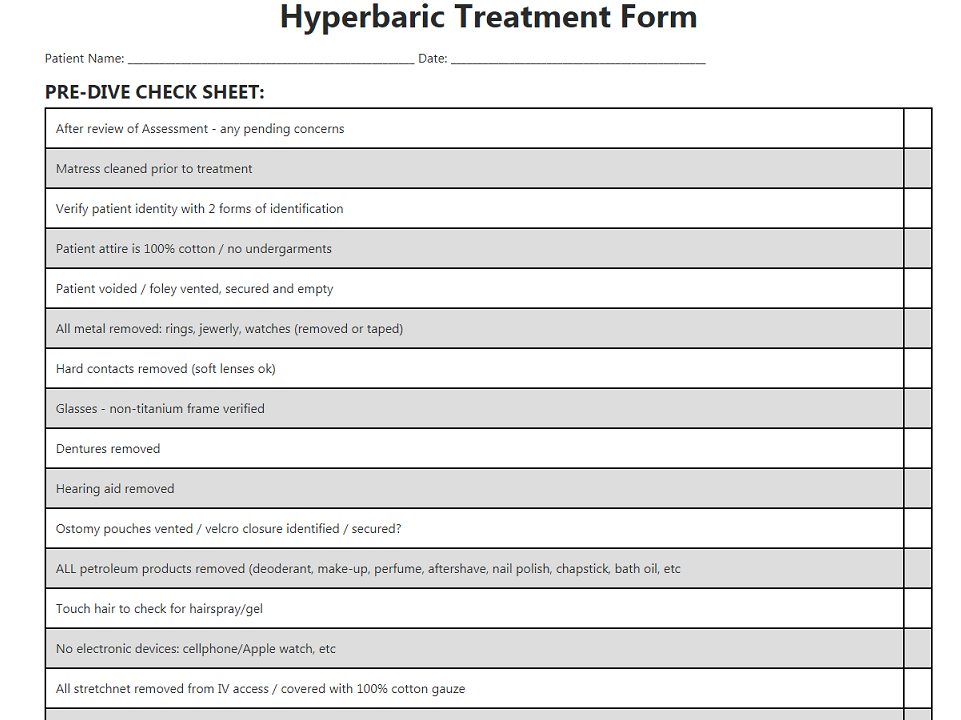 Hyperbaric Treatment Form
Patient Name: ________________________________________ Date: ____________________________________
PRE-DIVE CHECK SHEET:
After review of Assessment - any pending concerns
Matress cleaned prior to treatment
Verify patient identity with 2 forms of identification
Patient attire is 100% cotton / no undergarments
Patient voided / foley vented, secured and empty
All metal removed: rings, jewerly, watches (removed or taped)
Hard contacts removed (soft lenses ok)
Glasses - non-titanium frame verified
Dentures removed
Hearing aid removed
Ostomy pouches vented / velcro closure identified / secured?
ALL petroleum products removed (deoderant, make-up, perfume, aftershave, nail polish, chapstick, bath oil, etc
Touch hair to check for hairspray/gel
No electronic devices: cellphone/Apple watch, etc
All stretchnet removed from IV access / covered with 100% cotton gauze